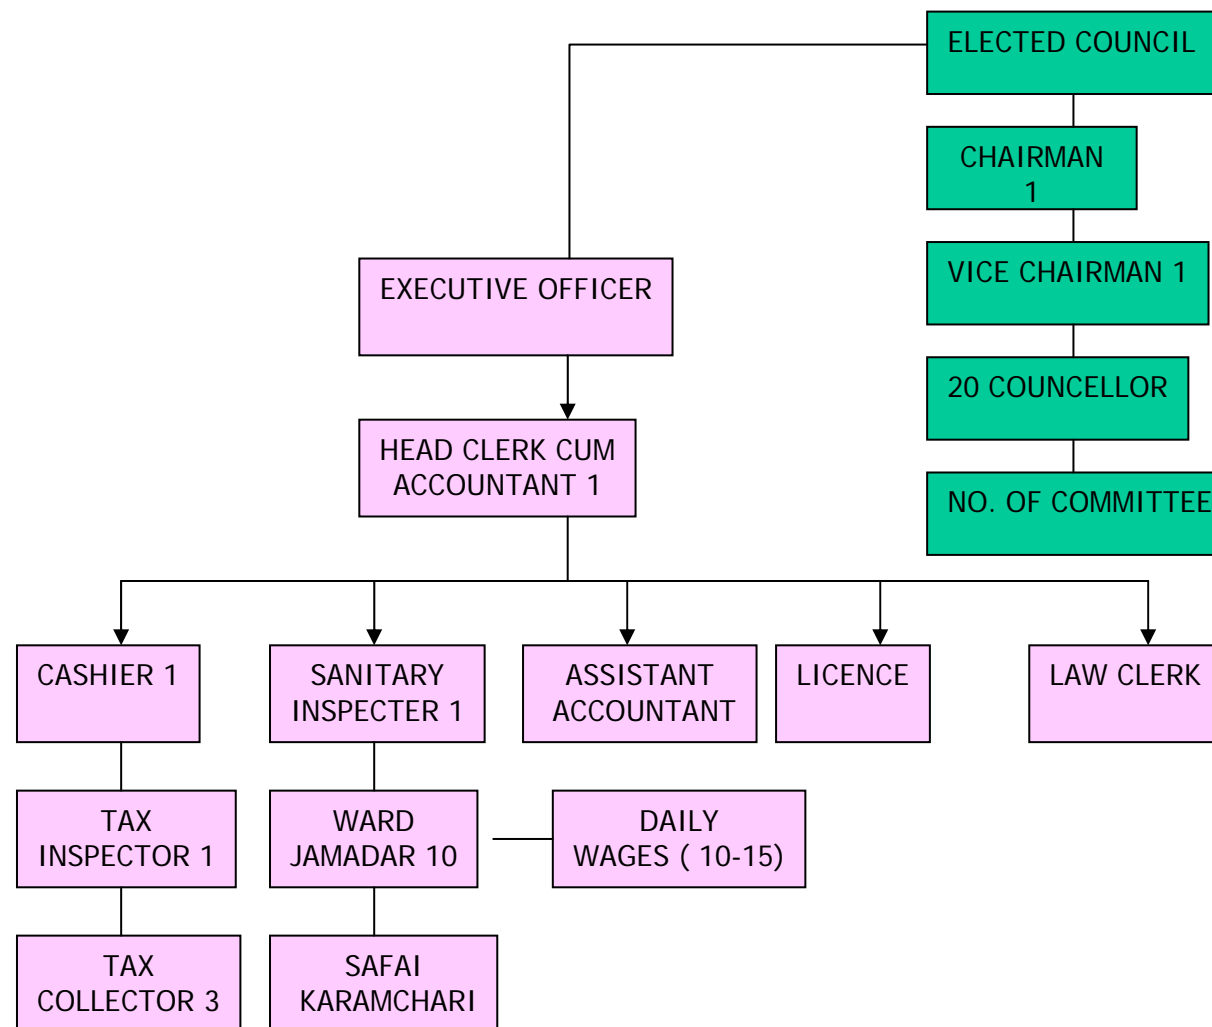 ELECTED COUNCIL
CHAIRMAN
1
VICE CHAIRMAN 1
EXECUTIVE OFFICER
20 COUNCELLOR
HEAD CLERK CUM
ACCOUNTANT 1
NO. OF COMMITTEE
CASHIER 1
SANITARY
INSPECTER 1
ASSISTANT
ACCOUNTANT
LICENCE
LAW CLERK
TAX
INSPECTOR 1
WARD
JAMADAR 10
DAILY
WAGES ( 10-15)
TAX
COLLECTOR 3
SAFAI
KARAMCHARI